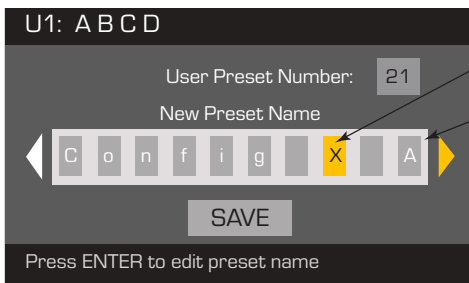 U1: A B C D
User Preset Number: 21
New Preset Name
C o n f i g X A
SAVE
Press ENTER to edit preset name